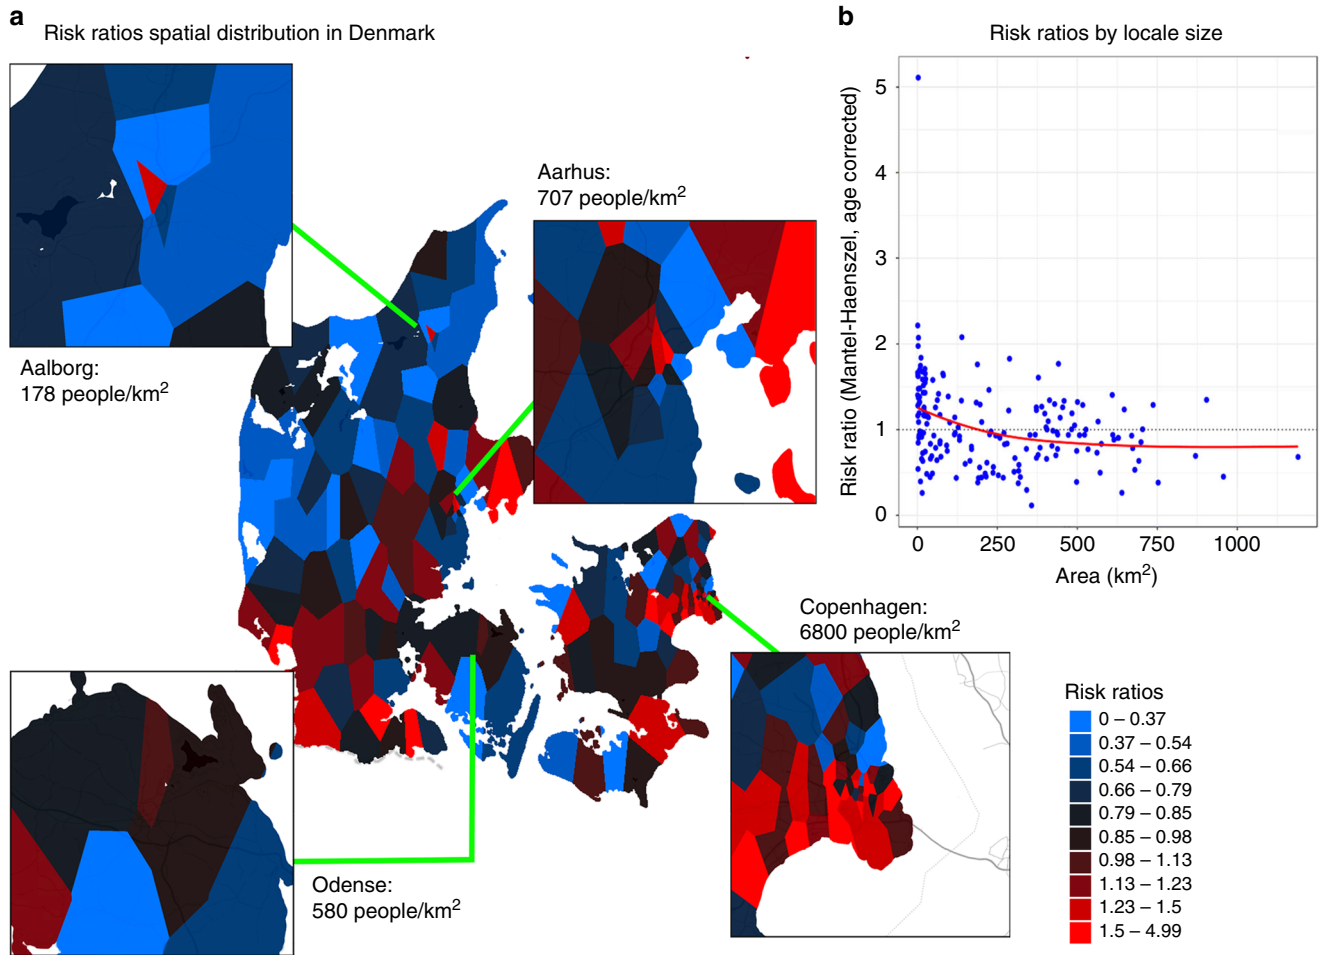 a
Risk ratios spatial distribution in Denmark
Aalborg:
178 people/km²
Aarhus:
707 people/km²
Odense:
580 people/km²
Copenhagen:
6800 people/km²
Risk ratios
0 – 0.37
0.37 – 0.54
0.54 – 0.66
0.66 – 0.79
0.79 – 0.85
0.85 – 0.98
0.98 – 1.13
1.13 – 1.23
1.23 – 1.5
1.5 – 4.99
b
Risk ratios by locale size
Risk ratio (Mantel-Haenszel, age corrected)
5
4
3
2
1
0
0 250 500 750 1000
Area (km²)